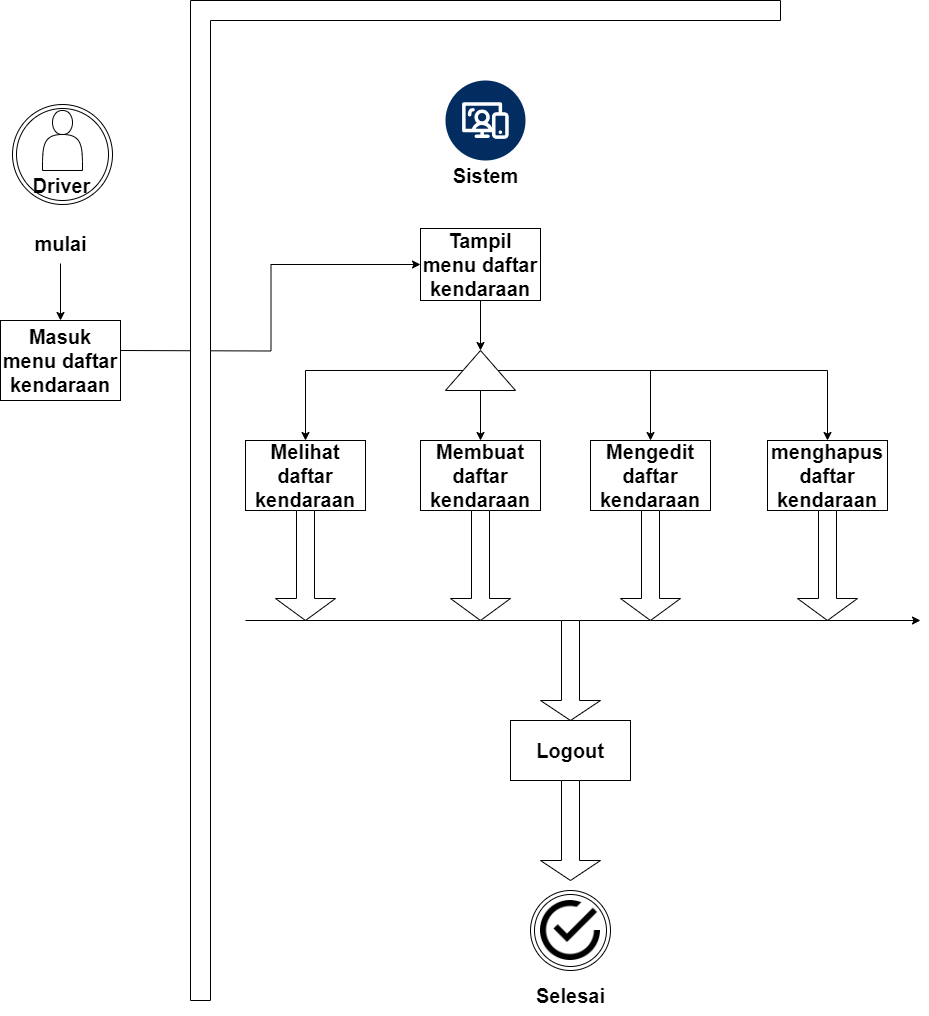 Driver
mulai
Masuk
menu daftar
kendaraan
Sistem
Tampil
menu daftar
kendaraan
Melihat
daftar
kendaraan
Membuat
daftar
kendaraan
Mengedit
daftar
kendaraan
menghapus
daftar
kendaraan
Logout
Selesai